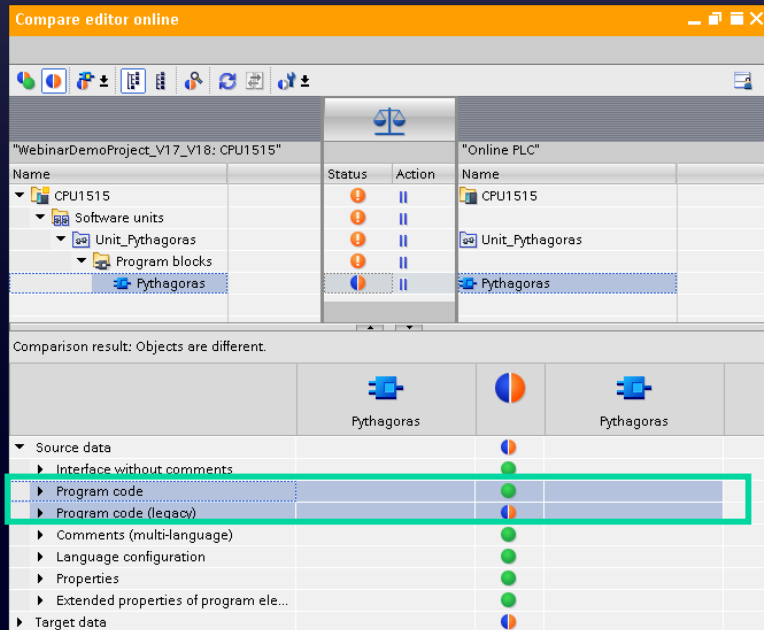 Compare editor online
"WebinarDemoProject_V17_V18: CPU1515" "Online PLC"
Name Status Action Name
CPU1515 CPU1515
Software units
Unit_Pythagoras Unit_Pythagoras
Program blocks
Pythagoras Pythagoras
Comparison result: Objects are different.
Pythagoras Pythagoras
Source data
Interface without comments
Program code
Program code (legacy)
Comments (multi-language)
Language configuration
Properties
Extended properties of program ele...
Target data